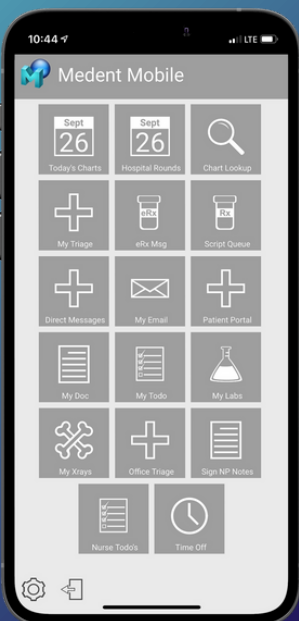 10:44
LTE
Medent Mobile
Sept
26
Today's Charts
Sept
26
Hospital Rounds
Chart Lookup
My Triage
eRx
eRx Msg
Rx
Script Queue
Direct Messages
My Email
Patient Portal
My Doc
My Todo
My Labs
My Xrays
Office Triage
Sign NP Notes
Nurse Todo's
Time Off